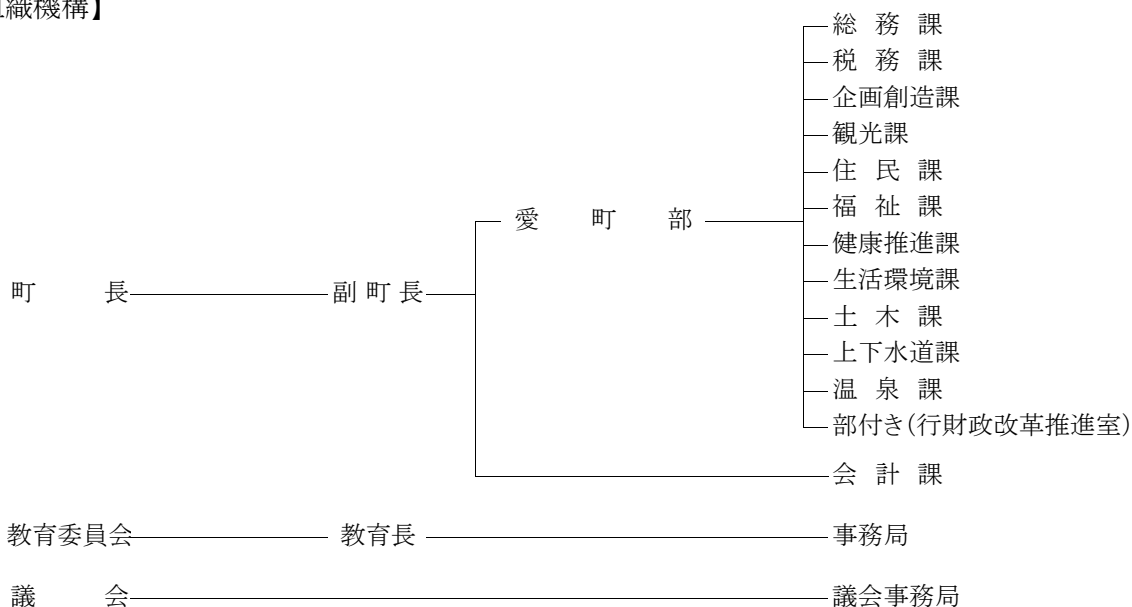 織機構】
総務課
税務課
企画創造課
観光課
住民課
福祉課
愛町部
健康推進課
生活環境課
町長 副町長
土木課
上下水道課
温泉課
部付き(行財政改革推進室)
会計課
教育委員会 教育長 事務局
議会 議会事務局